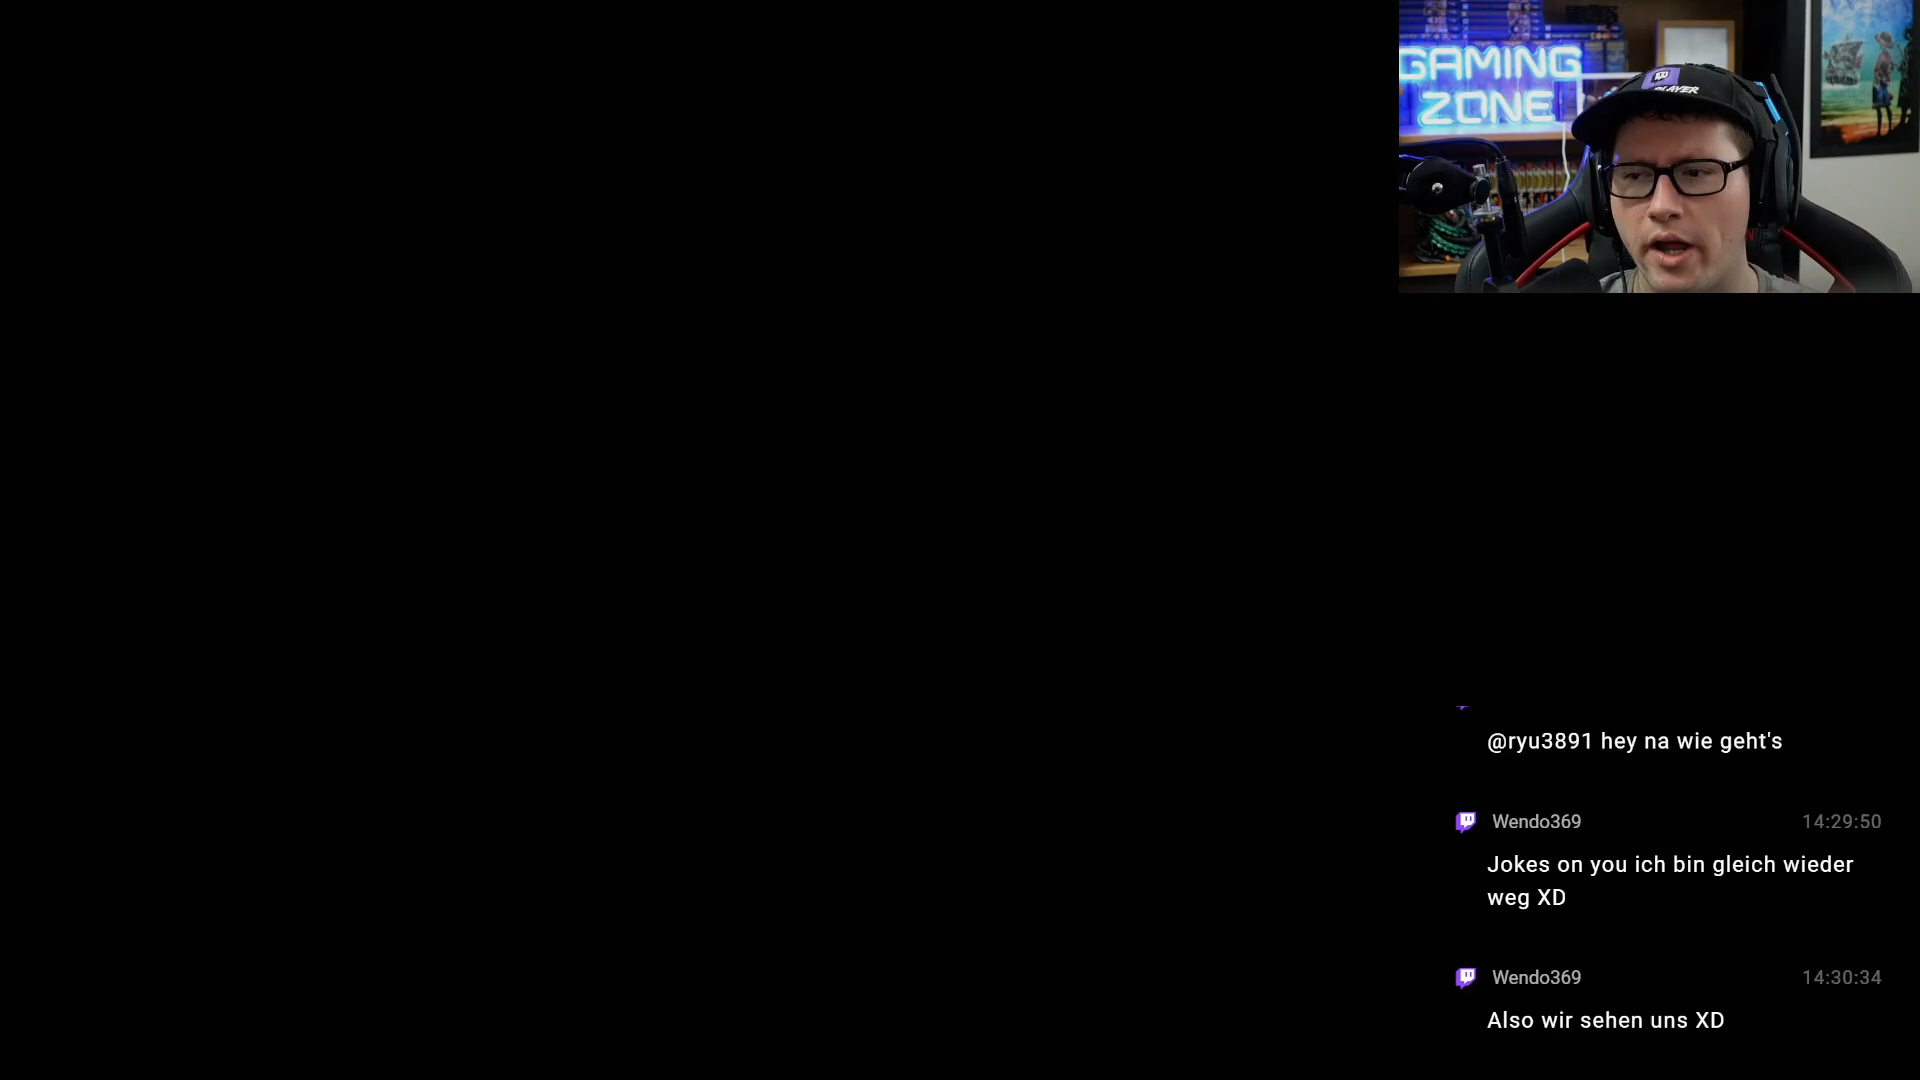 GAMING
ZONE
PLAYER
@ryu3891 hey na wie geht's
Wendo369 14:29:50
Jokes on you ich bin gleich wieder
weg XD
Wendo369 14:30:34
Also wir sehen uns XD